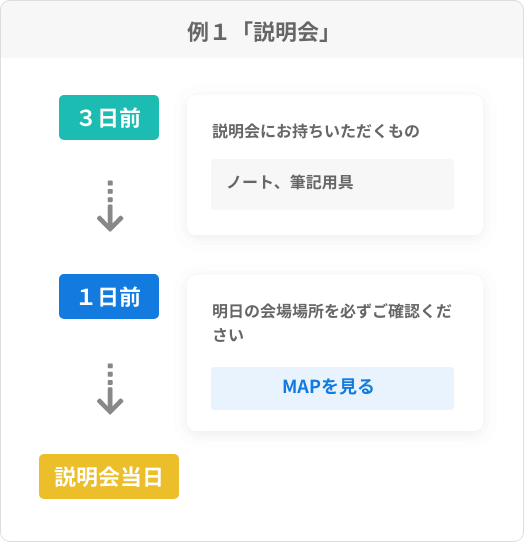 例１「説明会」
３日前
説明会にお持ちいただくもの
ノート、筆記用具
１日前
明日の会場場所を必ずご確認くだ
さい
MAPを見る
説明会当日